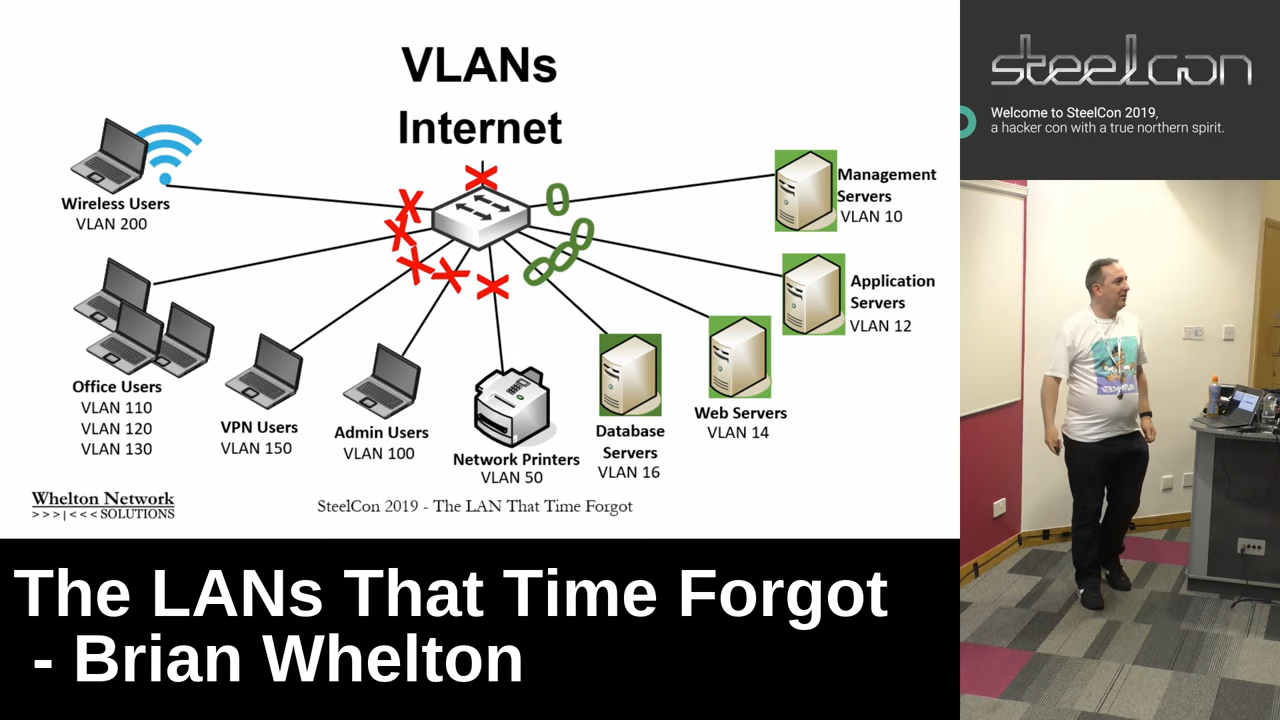 VLANs
Internet
Wireless Users
VLAN 200
Management
Servers
VLAN 10
Application
Servers
VLAN 12
Office Users
VLAN 110
VLAN 120
VLAN 130
VPN Users
VLAN 150
Admin Users
VLAN 100
Network Printers
VLAN 50
Database
Servers
VLAN 16
Web Servers
VLAN 14
Whelton Network
>>>|<<< SOLUTIONS
SteelCon 2019 - The LAN That Time Forgot
steelcon
Welcome to SteelCon 2019,
a hacker con with a true northern spirit.
The LANs That Time Forgot
- Brian Whelton